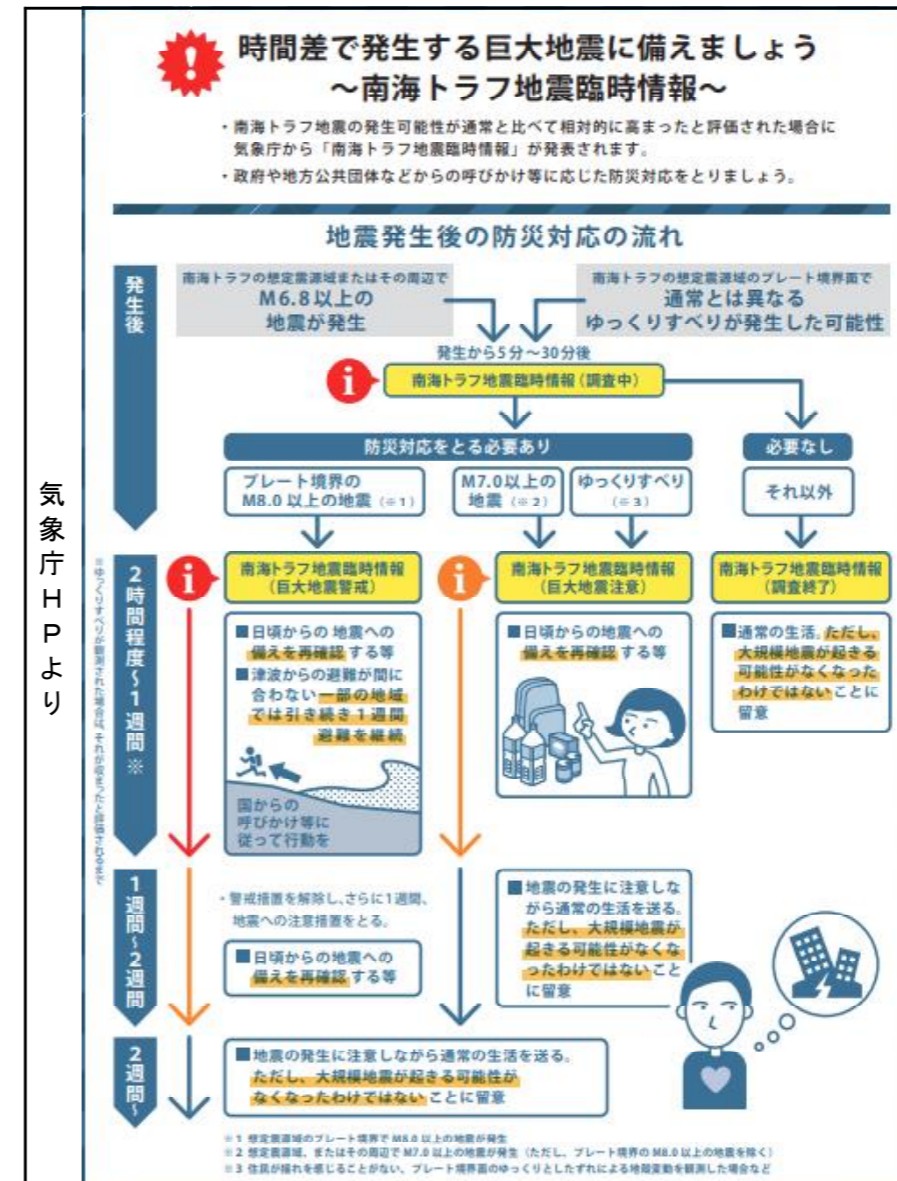 気象庁HPより
!
時間差で発生する巨大地震に備えましょう
～南海トラフ地震臨時情報～
・南海トラフ地震の発生可能性が通常と比べて相対的に高まったと評価された場合に
気象庁から「南海トラフ地震臨時情報」が発表されます。
・政府や地方公共団体などからの呼びかけ等に応じた防災対応をとりましょう。
地震発生後の防災対応の流れ
発生後
南海トラフの想定震源域またはその周辺で
M6.8以上の
地震が発生
南海トラフの想定震源域のプレート境界面で
通常とは異なる
ゆっくりすべりが発生した可能性
発生から5分～30分後
i
南海トラフ地震臨時情報(調査中)
防災対応をとる必要あり
必要なし
プレート境界の
M8.0以上の地震（※1）
M7.0以上の
地震（※2）
ゆっくりすべり
（※3）
それ以外
2時間程度～1週間※
※ゆっくりすべりが観測された場合は、それが収まったと評価されるまで
i
南海トラフ地震臨時情報
(巨大地震警戒)
i
南海トラフ地震臨時情報
(巨大地震注意)
南海トラフ地震臨時情報
(調査終了)
■日頃からの 地震への
備えを再確認 する等
■津波からの避難が間に
合わない一部の地域
では引き続き1週間
避難を継続
国からの
呼びかけ等に
従って行動を
■日頃からの地震への
備えを再確認 する等
■通常の生活。ただし、
大規模地震が起きる
可能性がなくなった
わけではない ことに
留意
1週間～2週間
・警戒措置を解除し、さらに1週間、
地震への注意措置をとる。
■日頃からの地震への
備えを再確認 する等
■地震の発生に注意しな
がら通常の生活を送る。
ただし、大規模地震が
起きる可能性がなくな
ったわけではない こと
に留意
2週間～
■地震の発生に注意しながら通常の生活を送る。
ただし、大規模地震が起きる可能性が
なくなったわけではない ことに留意
※1 想定震源域のプレート境界で M8.0 以上の地震が発生
※2 想定震源域、またはその周辺で M7.0 以上の地震が発生（ただし、プレート境界の M8.0 以上の地震を除く）
※3 住民が揺れを感じることがない、プレート境界面のゆっくりとしたずれによる地殻変動を観測した場合など